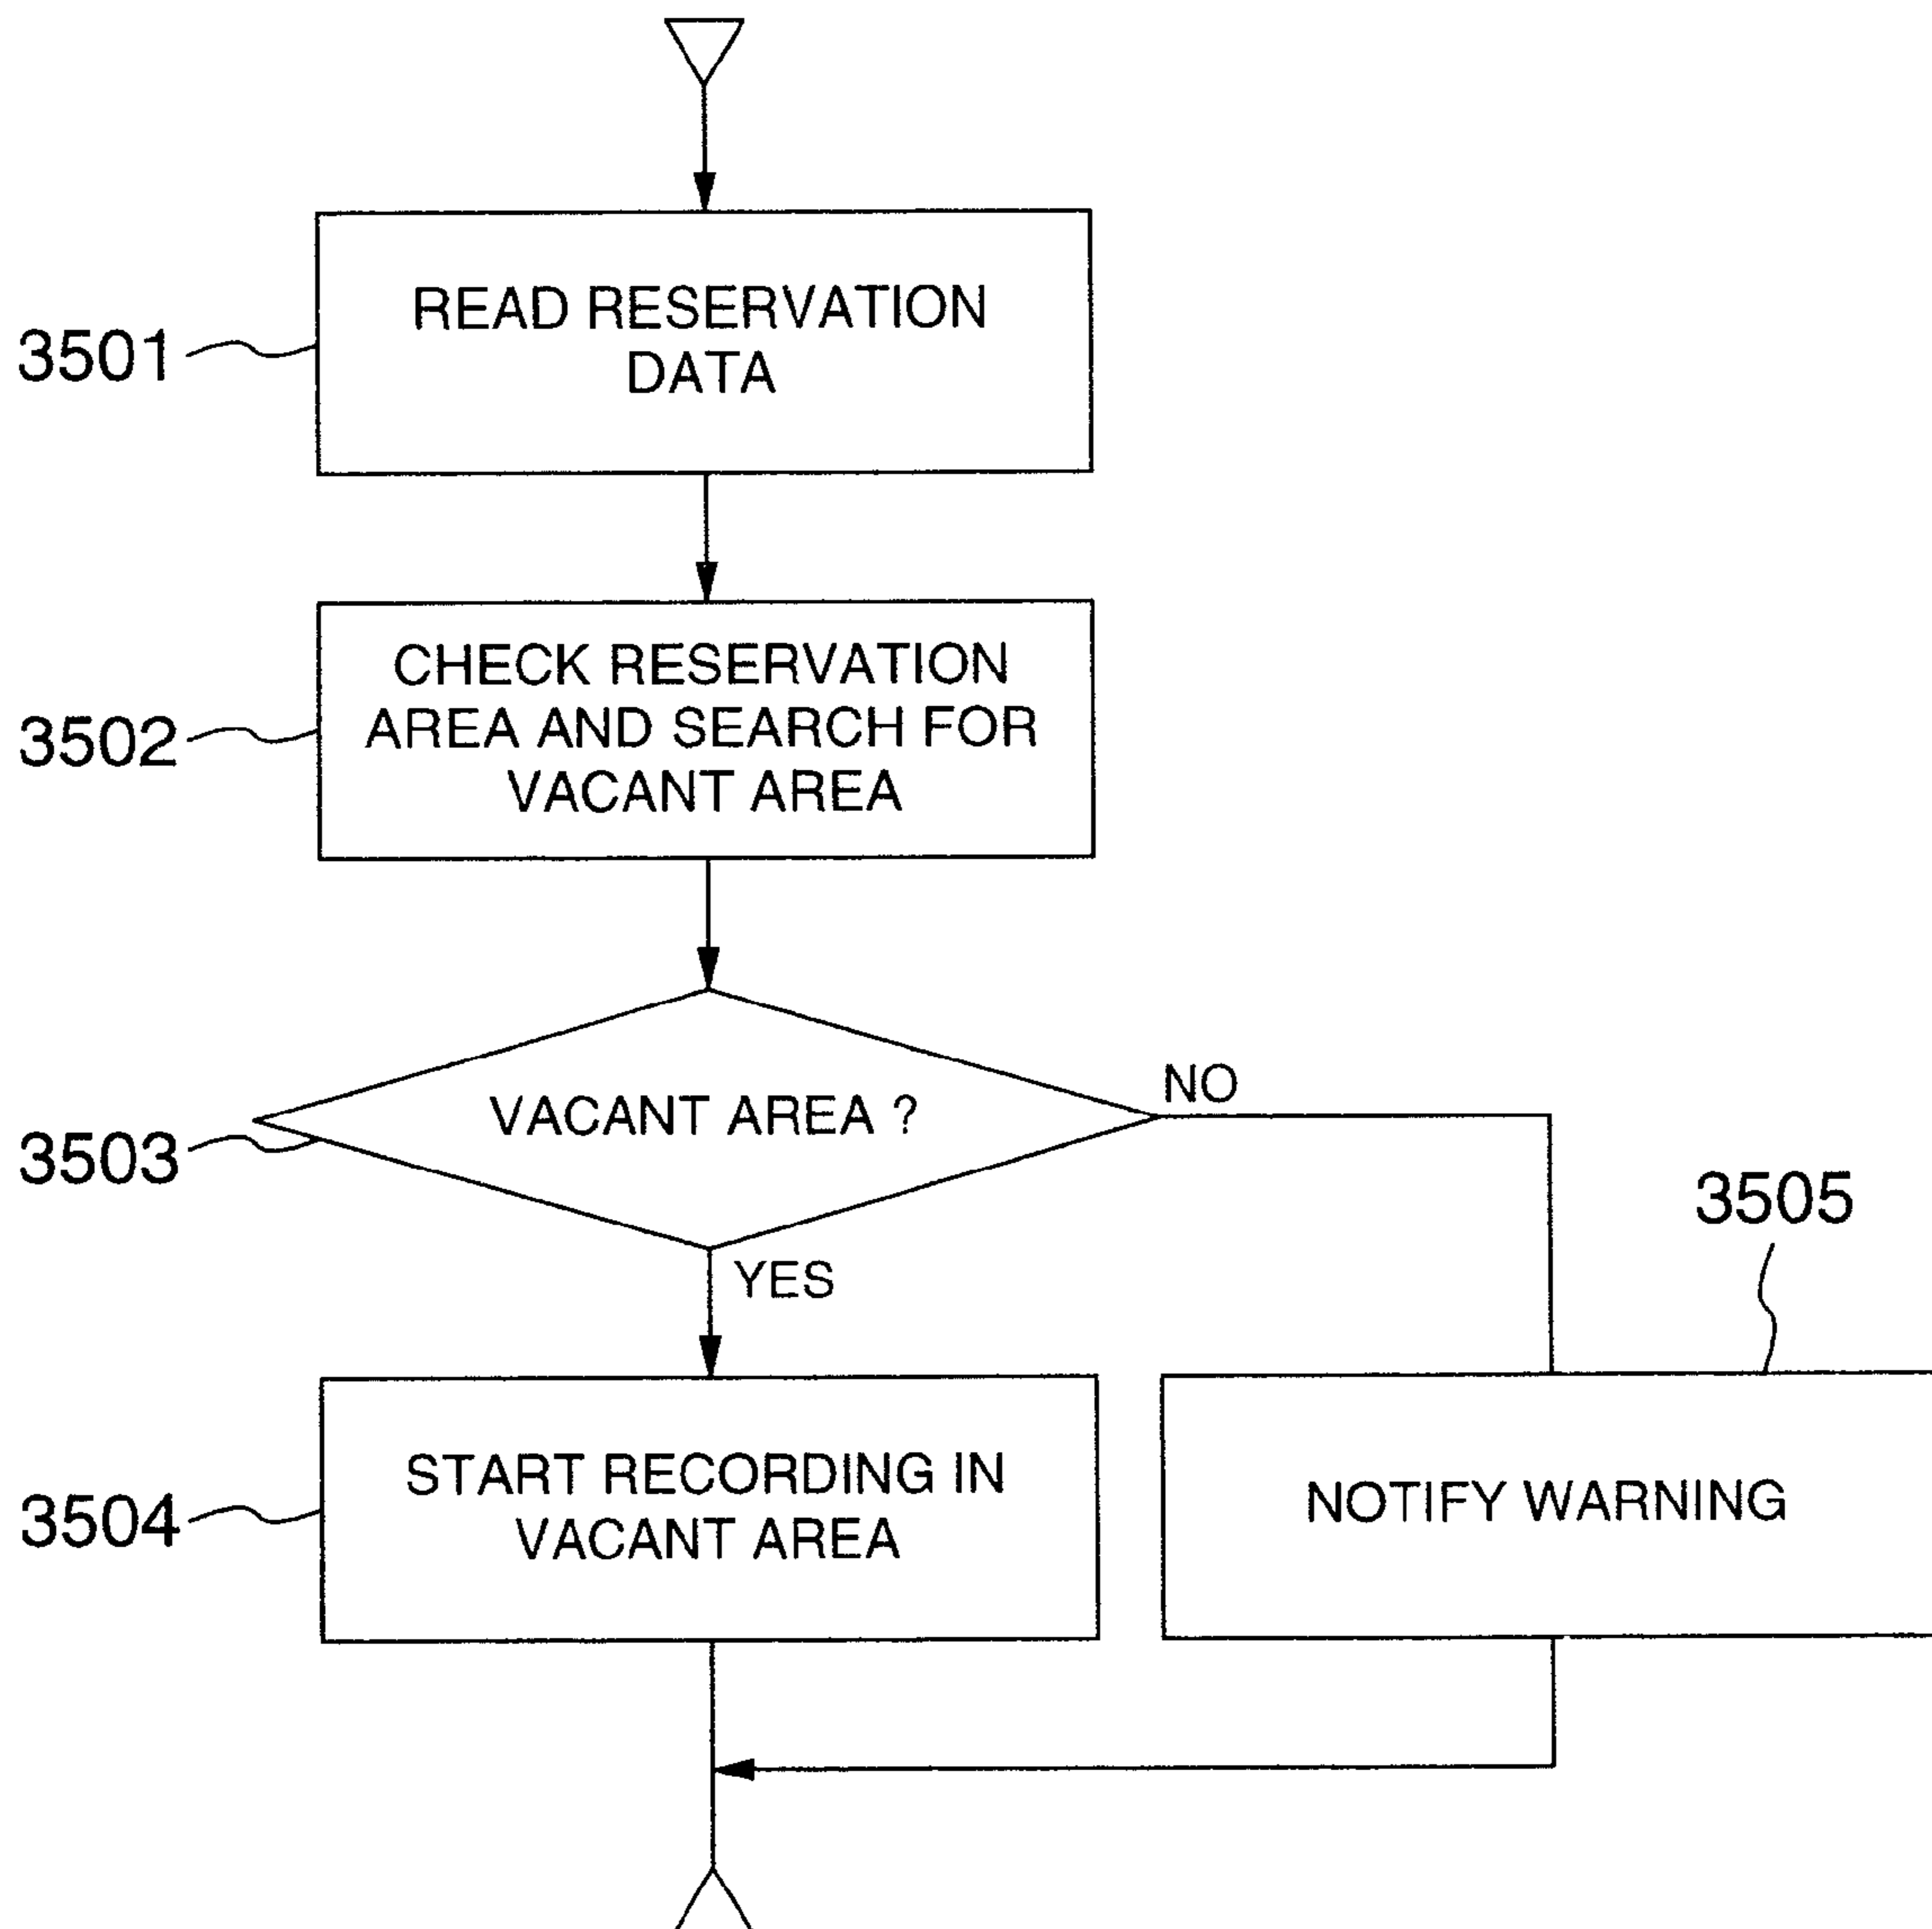 READ RESERVATION
DATA
3501
CHECK RESERVATION
AREA AND SEARCH FOR
VACANT AREA
3502
VACANT AREA ?
NO
3503
3505
YES
START RECORDING IN
VACANT AREA
3504
NOTIFY WARNING